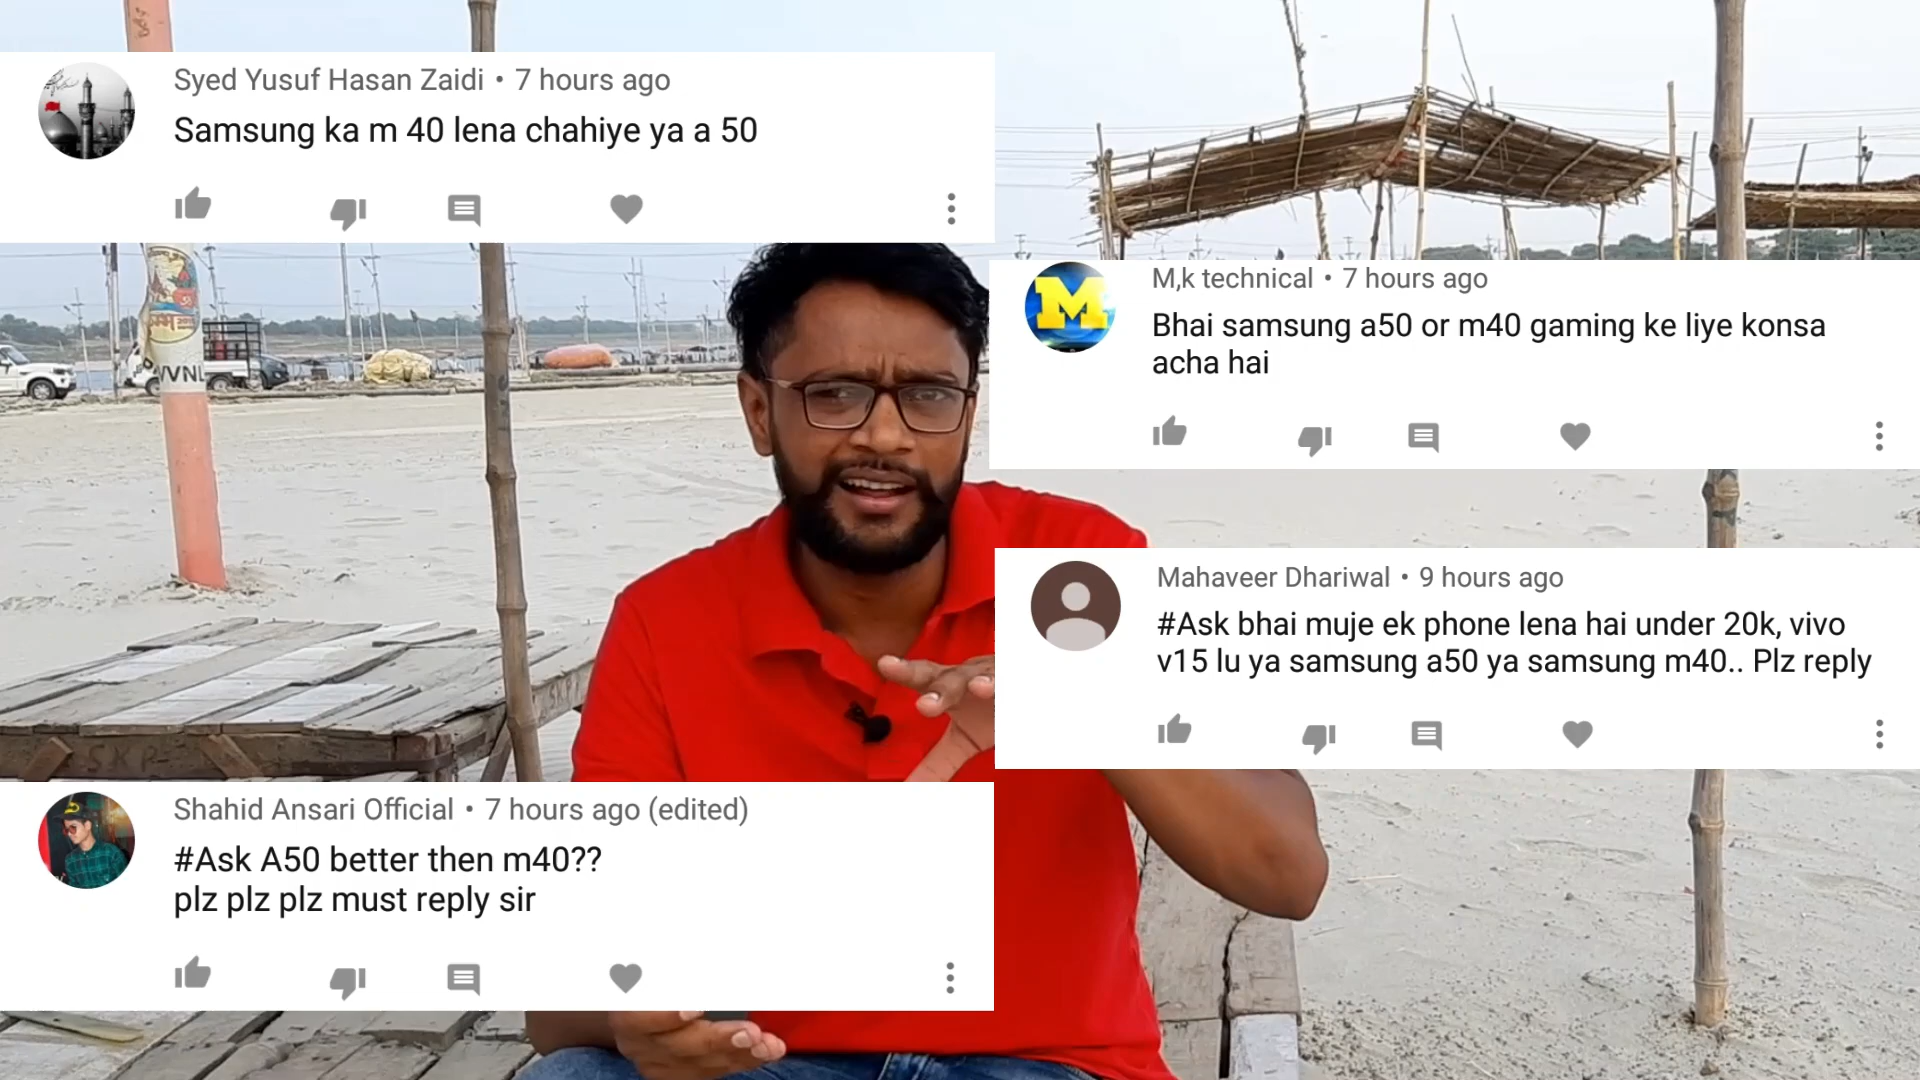 Syed Yusuf Hasan Zaidi • 7 hours ago
Samsung ka m 40 lena chahiye ya a 50
M,k technical • 7 hours ago
Bhai samsung a50 or m40 gaming ke liye konsa
acha hai
M
VVNL
Mahaveer Dhariwal • 9 hours ago
#Ask bhai muje ek phone lena hai under 20k, vivo
v15 lu ya samsung a50 ya samsung m40.. Plz reply
SKP
Shahid Ansari Official • 7 hours ago (edited)
#Ask A50 better then m40??
plz plz plz must reply sir